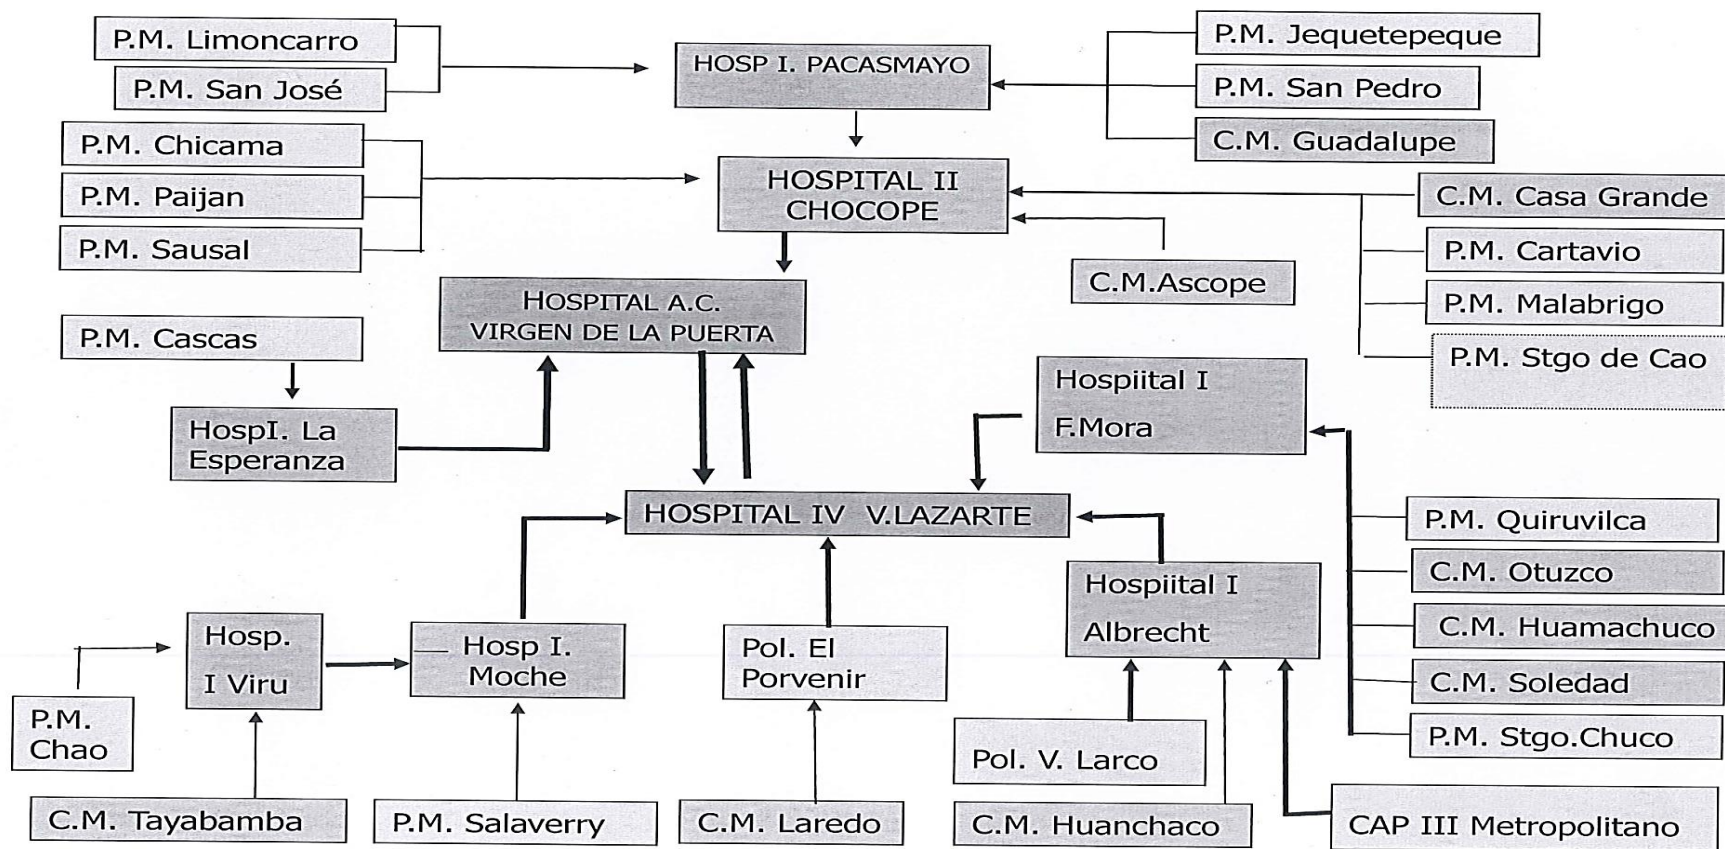 P.M. Limoncarro
P.M. San José
HOSP I. PACASMAYO
P.M. Jequetepeque
P.M. San Pedro
C.M. Guadalupe
P.M. Chicama
P.M. Paijan
P.M. Sausal
HOSPITAL II
CHOCOPE
C.M. Casa Grande
P.M. Cartavio
P.M. Malabrigo
P.M. Stgo de Cao
C.M.Ascope
HOSPITAL A.C.
VIRGEN DE LA PUERTA
P.M. Cascas
HospI. La
Esperanza
Hospiital I
F.Mora
HOSPITAL IV V.LAZARTE
P.M. Quiruvilca
C.M. Otuzco
C.M. Huamachuco
C.M. Soledad
P.M. Stgo.Chuco
Hospiital I
Albrecht
Hosp.
I Viru
Hosp I.
Moche
Pol. El
Porvenir
P.M.
Chao
Pol. V. Larco
C.M. Tayabamba
P.M. Salaverry
C.M. Laredo
C.M. Huanchaco
CAP III Metropolitano